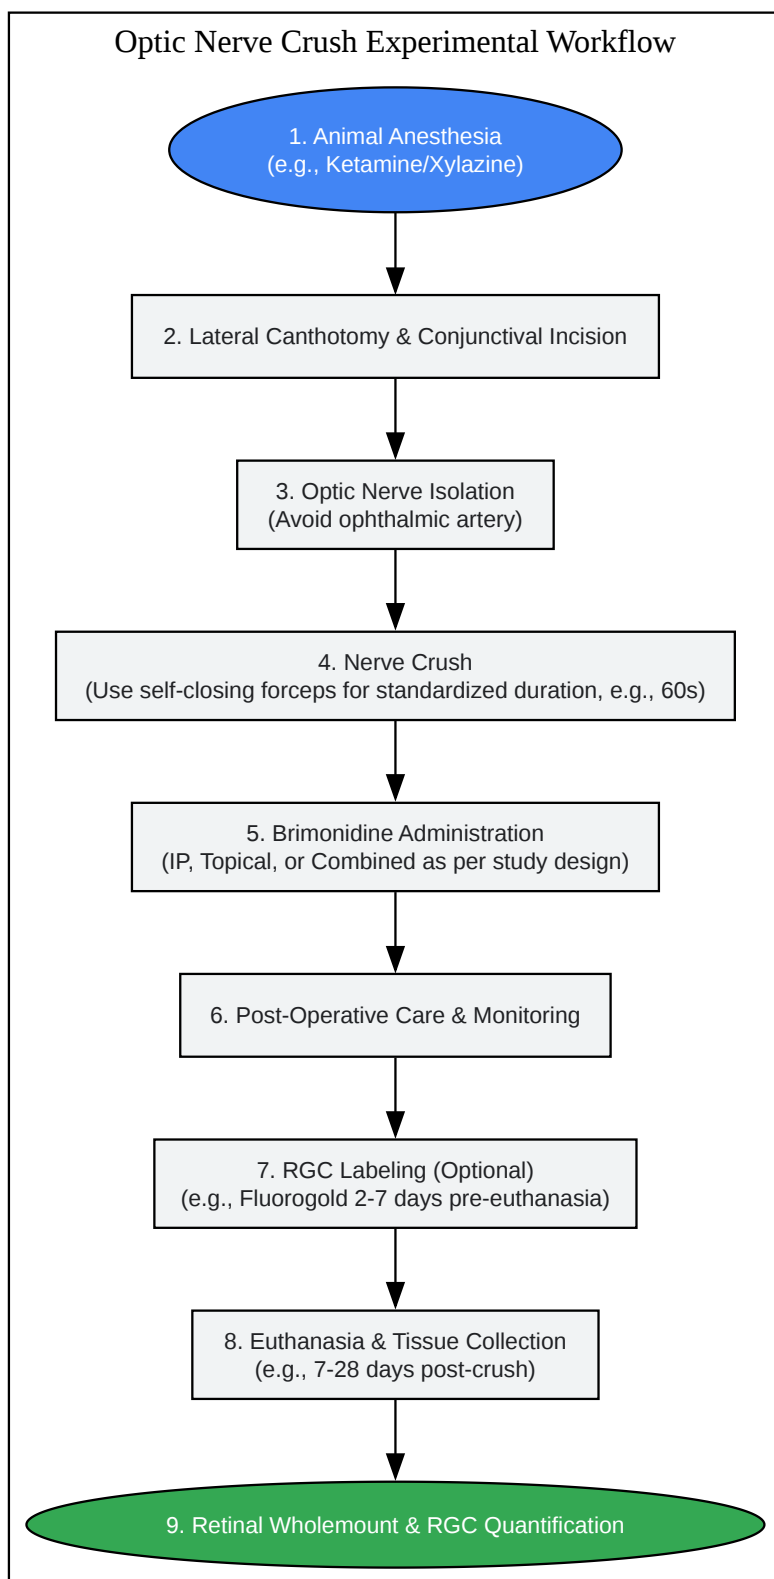 Optic Nerve Crush Experimental Workflow
1. Animal Anesthesia
(e.g., Ketamine/Xylazine)
2. Lateral Canthotomy & Conjunctival Incision
3. Optic Nerve Isolation
(Avoid ophthalmic artery)
4. Nerve Crush
(Use self-closing forceps for standardized duration, e.g., 60s)
5. Brimonidine Administration
(IP, Topical, or Combined as per study design)
6. Post-Operative Care & Monitoring
7. RGC Labeling (Optional)
(e.g., Fluorogold 2-7 days pre-euthanasia)
8. Euthanasia & Tissue Collection
(e.g., 7-28 days post-crush)
9. Retinal Wholemount & RGC Quantification